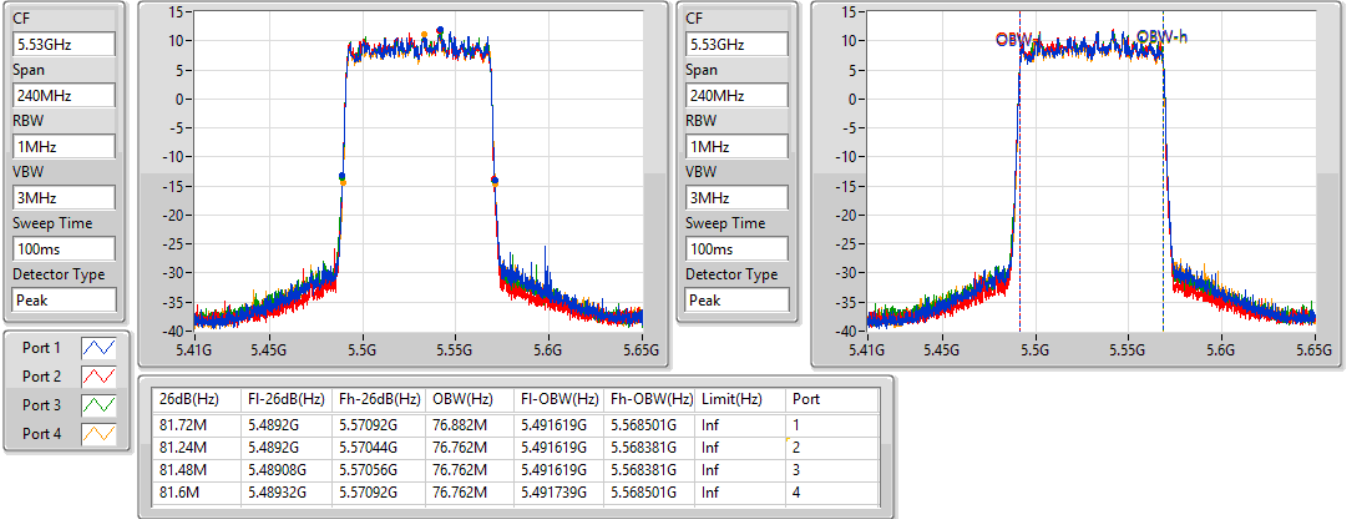 CF
5.53GHz
Span
240MHz
RBW
1MHz
VBW
3MHz
Sweep Time
100ms
Detector Type
Peak
15
10
5
0
-5
-10
-15
-20
-25
-30
-35
-40
5.41G 5.45G 5.5G 5.55G 5.6G 5.65G
CF
5.53GHz
Span
240MHz
RBW
1MHz
VBW
3MHz
Sweep Time
100ms
Detector Type
Peak
15
10
5
0
-5
-10
-15
-20
-25
-30
-35
-40
OBW-h
5.41G 5.45G 5.5G 5.55G 5.6G 5.65G
Port 1
Port 2
Port 3
Port 4
26dB(Hz) Fl-26dB(Hz) Fh-26dB(Hz) OBW(Hz) Fl-OBW(Hz) Fh-OBW(Hz) Limit(Hz) Port
81.72M 5.4892G 5.57092G 76.882M 5.491619G 5.568501G Inf 1
81.24M 5.4892G 5.57044G 76.762M 5.491619G 5.568381G Inf 2
81.48M 5.48908G 5.57056G 76.762M 5.491619G 5.568381G Inf 3
81.6M 5.48932G 5.57092G 76.762M 5.491739G 5.568501G Inf 4